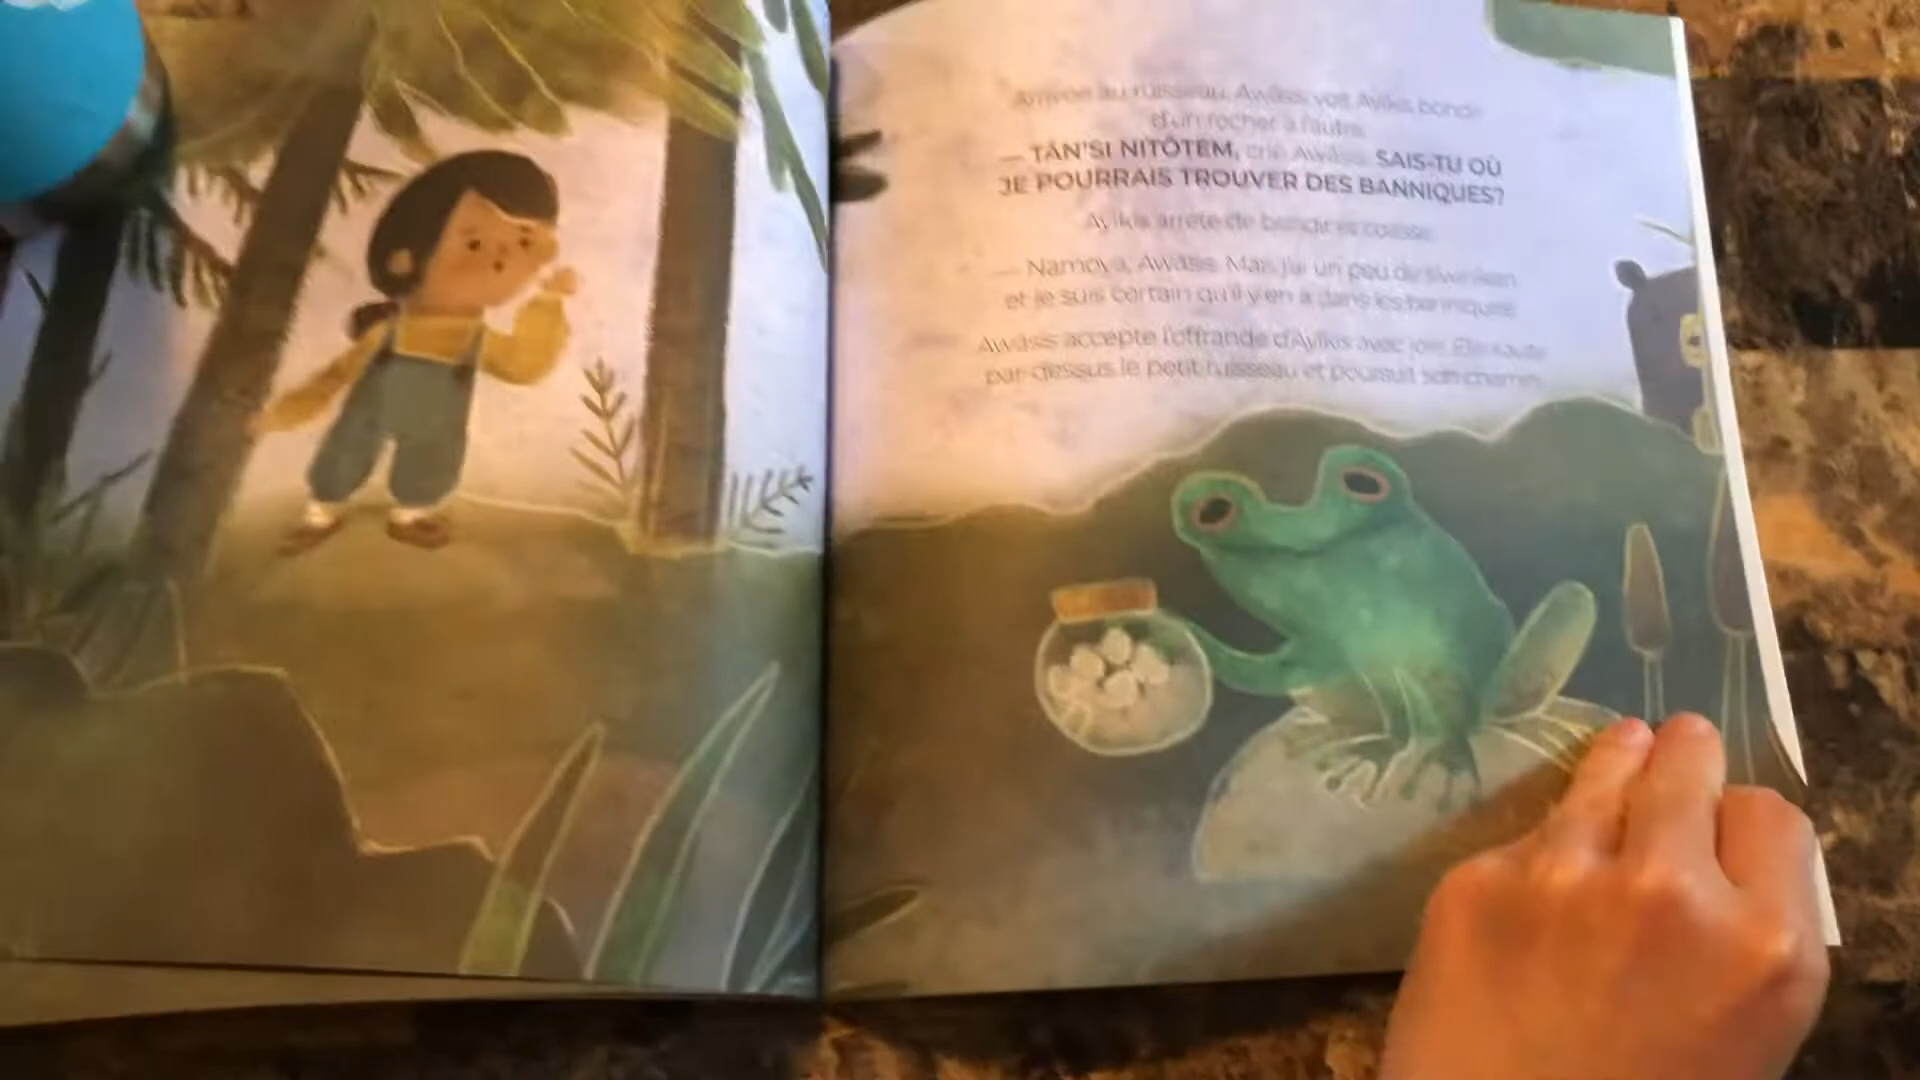 Arrivée au ruisseau, Awâsis voit Ayîkis bondir
d'un rocher à l'autre.
— TÂN'SI NITÔTEM, crie Awâsis. SAIS-TU OÙ
JE POURRAIS TROUVER DES BANNIQUES?
Ayîkis arrête de bondir et coasse.
— Namoya, Awâsis. Mais j'ai un peu de
et je suis certain qu'il y en a dans les banniques.
Awâsis accepte l'offrande d'Ayîkis avec joie. Elle saute
par-dessus le petit ruisseau et poursuit son chemin.